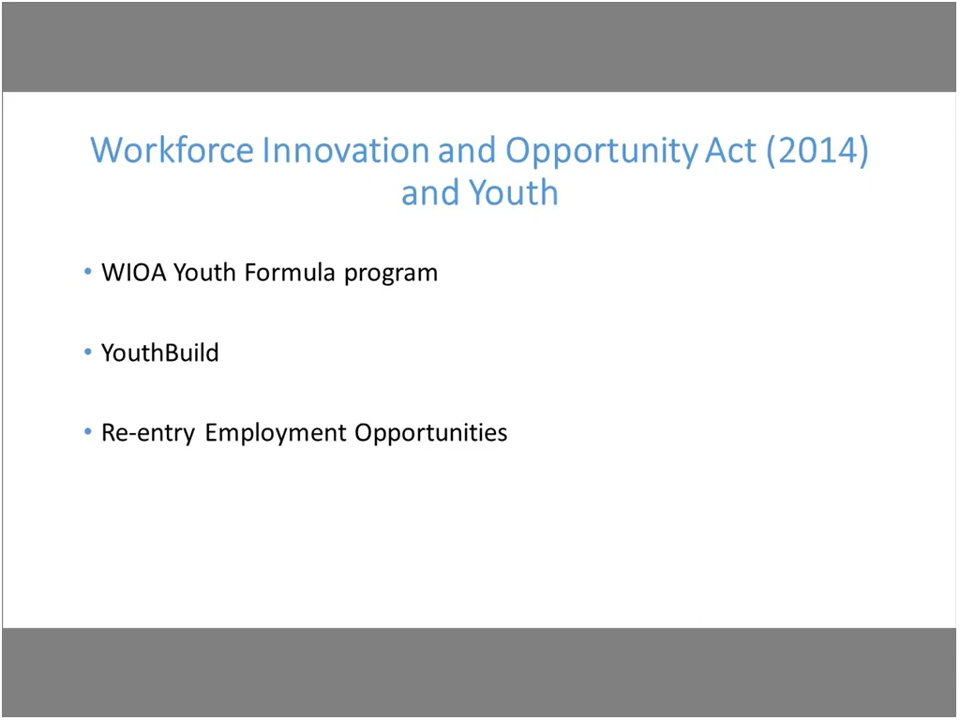 Workforce Innovation and Opportunity Act (2014)
and Youth
• WIOA Youth Formula program
• YouthBuild
• Re-entry Employment Opportunities